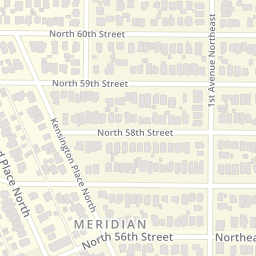 North 60th Street
1st Avenue Northeast
North 59th Street
Kensington Place North
North 58th Street
Place North
MERIDIAN
North 56th Street
Northea